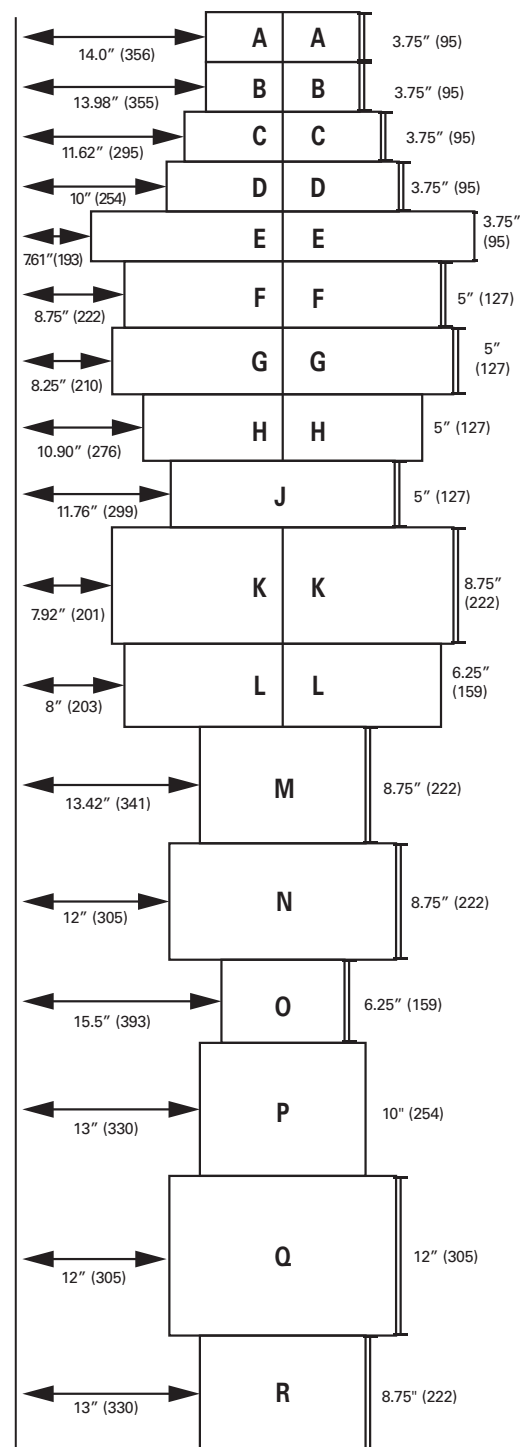 A A 3.75" (95)
14.0" (356)
B B 3.75" (95)
13.98" (355)
C C 3.75" (95)
11.62" (295)
D D 3.75" (95)
10" (254)
E E 3.75"
(95)
7.61"(193)
F F 5" (127)
8.75" (222)
G G 5"
(127)
8.25" (210)
H H 5" (127)
10.90" (276)
J 5" (127)
11.76" (299)
K K 8.75"
(222)
7.92" (201)
L L 6.25"
(159)
8" (203)
M 8.75" (222)
13.42" (341)
N 8.75" (222)
12" (305)
O 6.25" (159)
15.5" (393)
P 10" (254)
13" (330)
Q 12" (305)
12" (305)
R 8.75" (222)
13" (330)